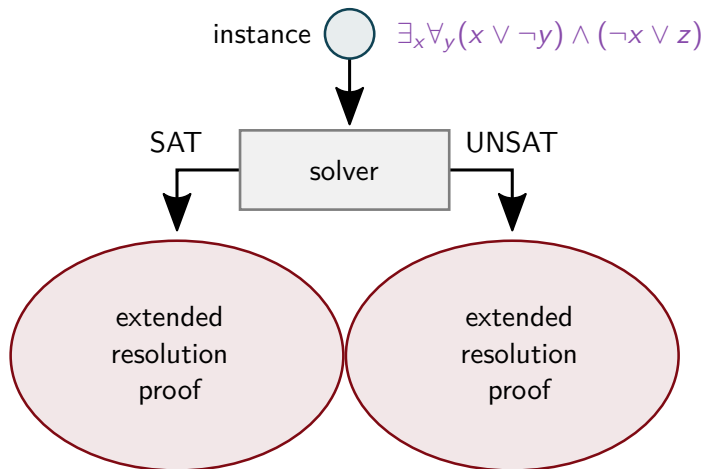 instance
∃ₓ∀ᵧ(x ∨ ¬y) ∧ (¬x ∨ z)
SAT
UNSAT
solver
extended
resolution
proof
extended
resolution
proof